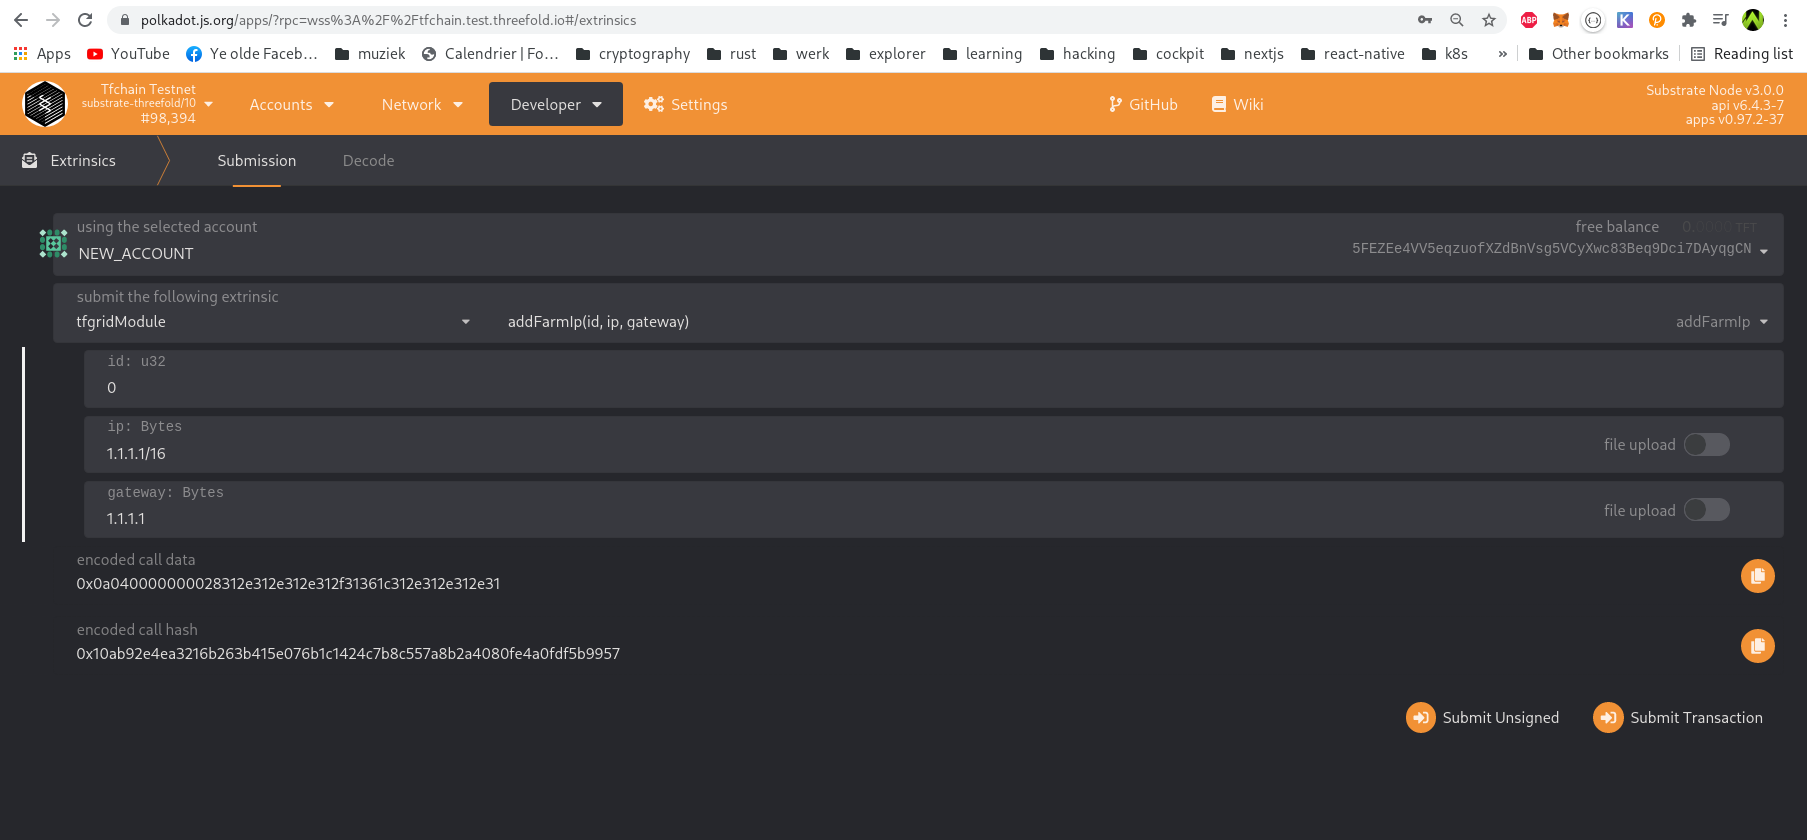 polkadot.js.org/apps/?rpc=wss%3A%2F%2Ftfchain.test.threefold.io#/extrinsics
ABP
K
Apps YouTube Ye olde Faceb... muziek Calendrier | Fo... cryptography rust werk explorer learning hacking cockpit nextjs react-native k8s » Other bookmarks Reading list
Tfchain Testnet
substrate-threefold/10
#98,394
Accounts Network Developer Settings GitHub Wiki
Substrate Node v3.0.0
api v6.4.3-7
apps v0.97.2-37
Extrinsics Submission Decode
using the selected account free balance 0.0000 TFT
NEW_ACCOUNT 5FEZEe4VV5eqzuofXZdBnVsg5VCyXwc83Beq9Dci7DAyqgCN
submit the following extrinsic
tfgridModule addFarmIp(id, ip, gateway) addFarmIp
id: u32
0
ip: Bytes
1.1.1.1/16 file upload
gateway: Bytes
1.1.1.1 file upload
encoded call data
0x0a040000000028312e312e312e312f31361c312e312e312e31
encoded call hash
0x10ab92e4ea3216b263b415e076b1c1424c7b8c557a8b2a4080fe4a0fdf5b9957
Submit Unsigned Submit Transaction